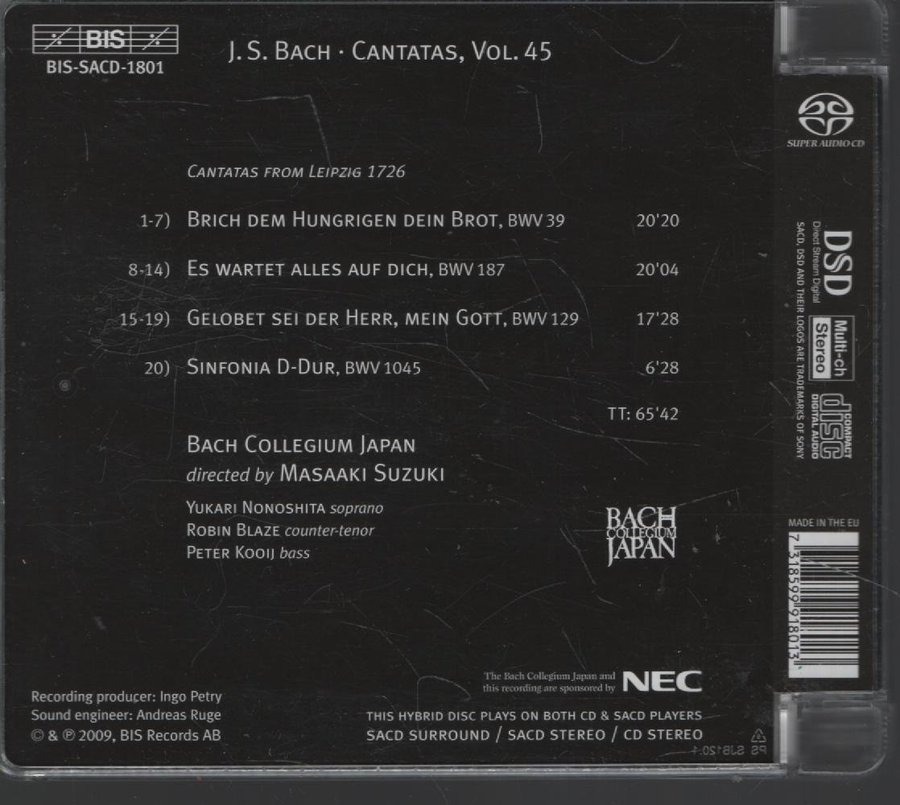 BIS
BIS-SACD-1801
J. S. Bach · Cantatas, Vol. 45
Cantatas from Leipzig 1726
1-7) Brich dem Hungrigen dein Brot, BWV 39 20'20
8-14) Es wartet alles auf dich, BWV 187 20'04
15-19) Gelobet sei der Herr, mein Gott, BWV 129 17'28
20) Sinfonia D-Dur, BWV 1045 6'28
TT: 65'42
Bach Collegium Japan
directed by Masaaki Suzuki
Yukari Nonoshita soprano
Robin Blaze counter-tenor
Peter Kooij bass
BACH
COLLEGIUM
JAPAN
The Bach Collegium Japan and
this recording are sponsored by NEC
Recording producer: Ingo Petry
Sound engineer: Andreas Ruge
© & ℗ 2009, BIS Records AB
THIS HYBRID DISC PLAYS ON BOTH CD & SACD PLAYERS
SACD SURROUND / SACD STEREO / CD STEREO
SUPER AUDIO CD
DSD
Direct Stream Digital
SACD, DSD AND THEIR LOGOS ARE TRADEMARKS OF SONY
Multi-ch
Stereo
COMPACT
disc
DIGITAL AUDIO
MADE IN THE EU
7 318599 918013
PS SJB120.1